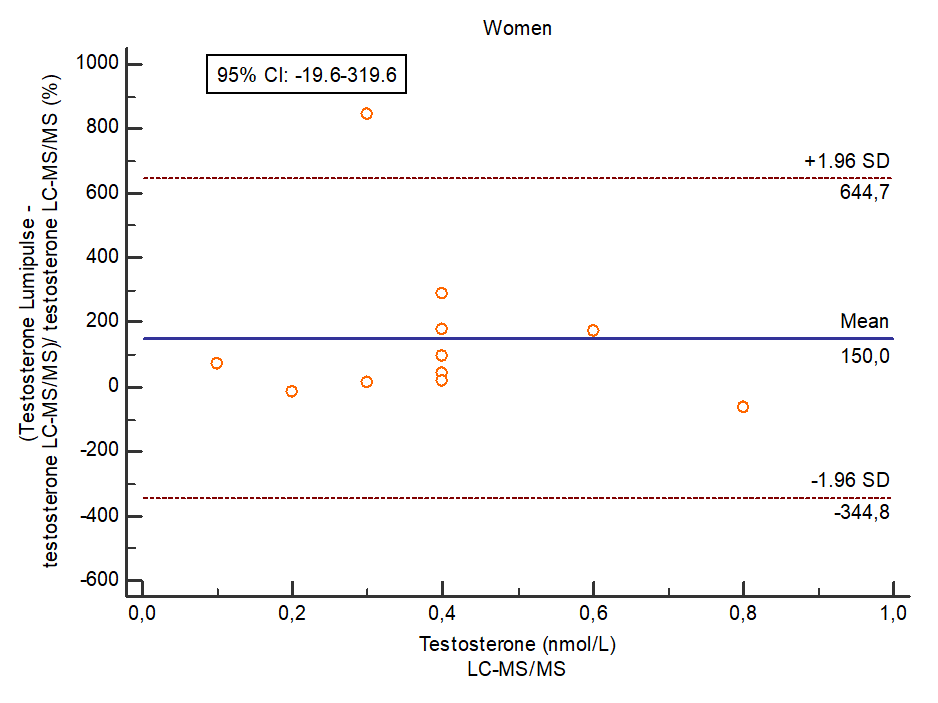 Women
95% CI: -19.6-319.6
(Testosterone Lumipulse -
testosterone LC-MS/MS)/ testosterone LC-MS/MS (%)
1000
800
600
400
200
0
-200
-400
-600
+1.96 SD
644,7
Mean
150,0
-1.96 SD
-344,8
0,0 0,2 0,4 0,6 0,8 1,0
Testosterone (nmol/L)
LC-MS/MS